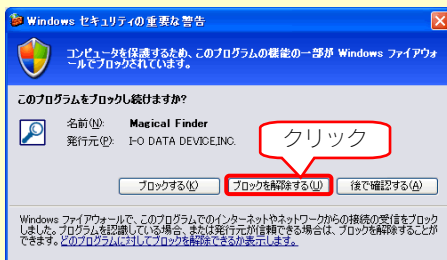 Windows セキュリティの重要な警告
コンピュータを保護するため、このプログラムの機能の一部が Windows ファイアウォ
ールでブロックされています。
このプログラムをブロックし続けますか?
名前(N): Magical Finder
発行元(P): I-O DATA DEVICE,INC.
クリック
ブロックする(K) ブロックを解除する(U) 後で確認する(A)
Windows ファイアウォールで、このプログラムでのインターネットやネットワークからの接続の受信をブロック
しました。プログラムを認識している場合、または発行元が信頼できる場合は、ブロックを解除することが
できます。どのプログラムに対してブロックを解除できるか表示します。